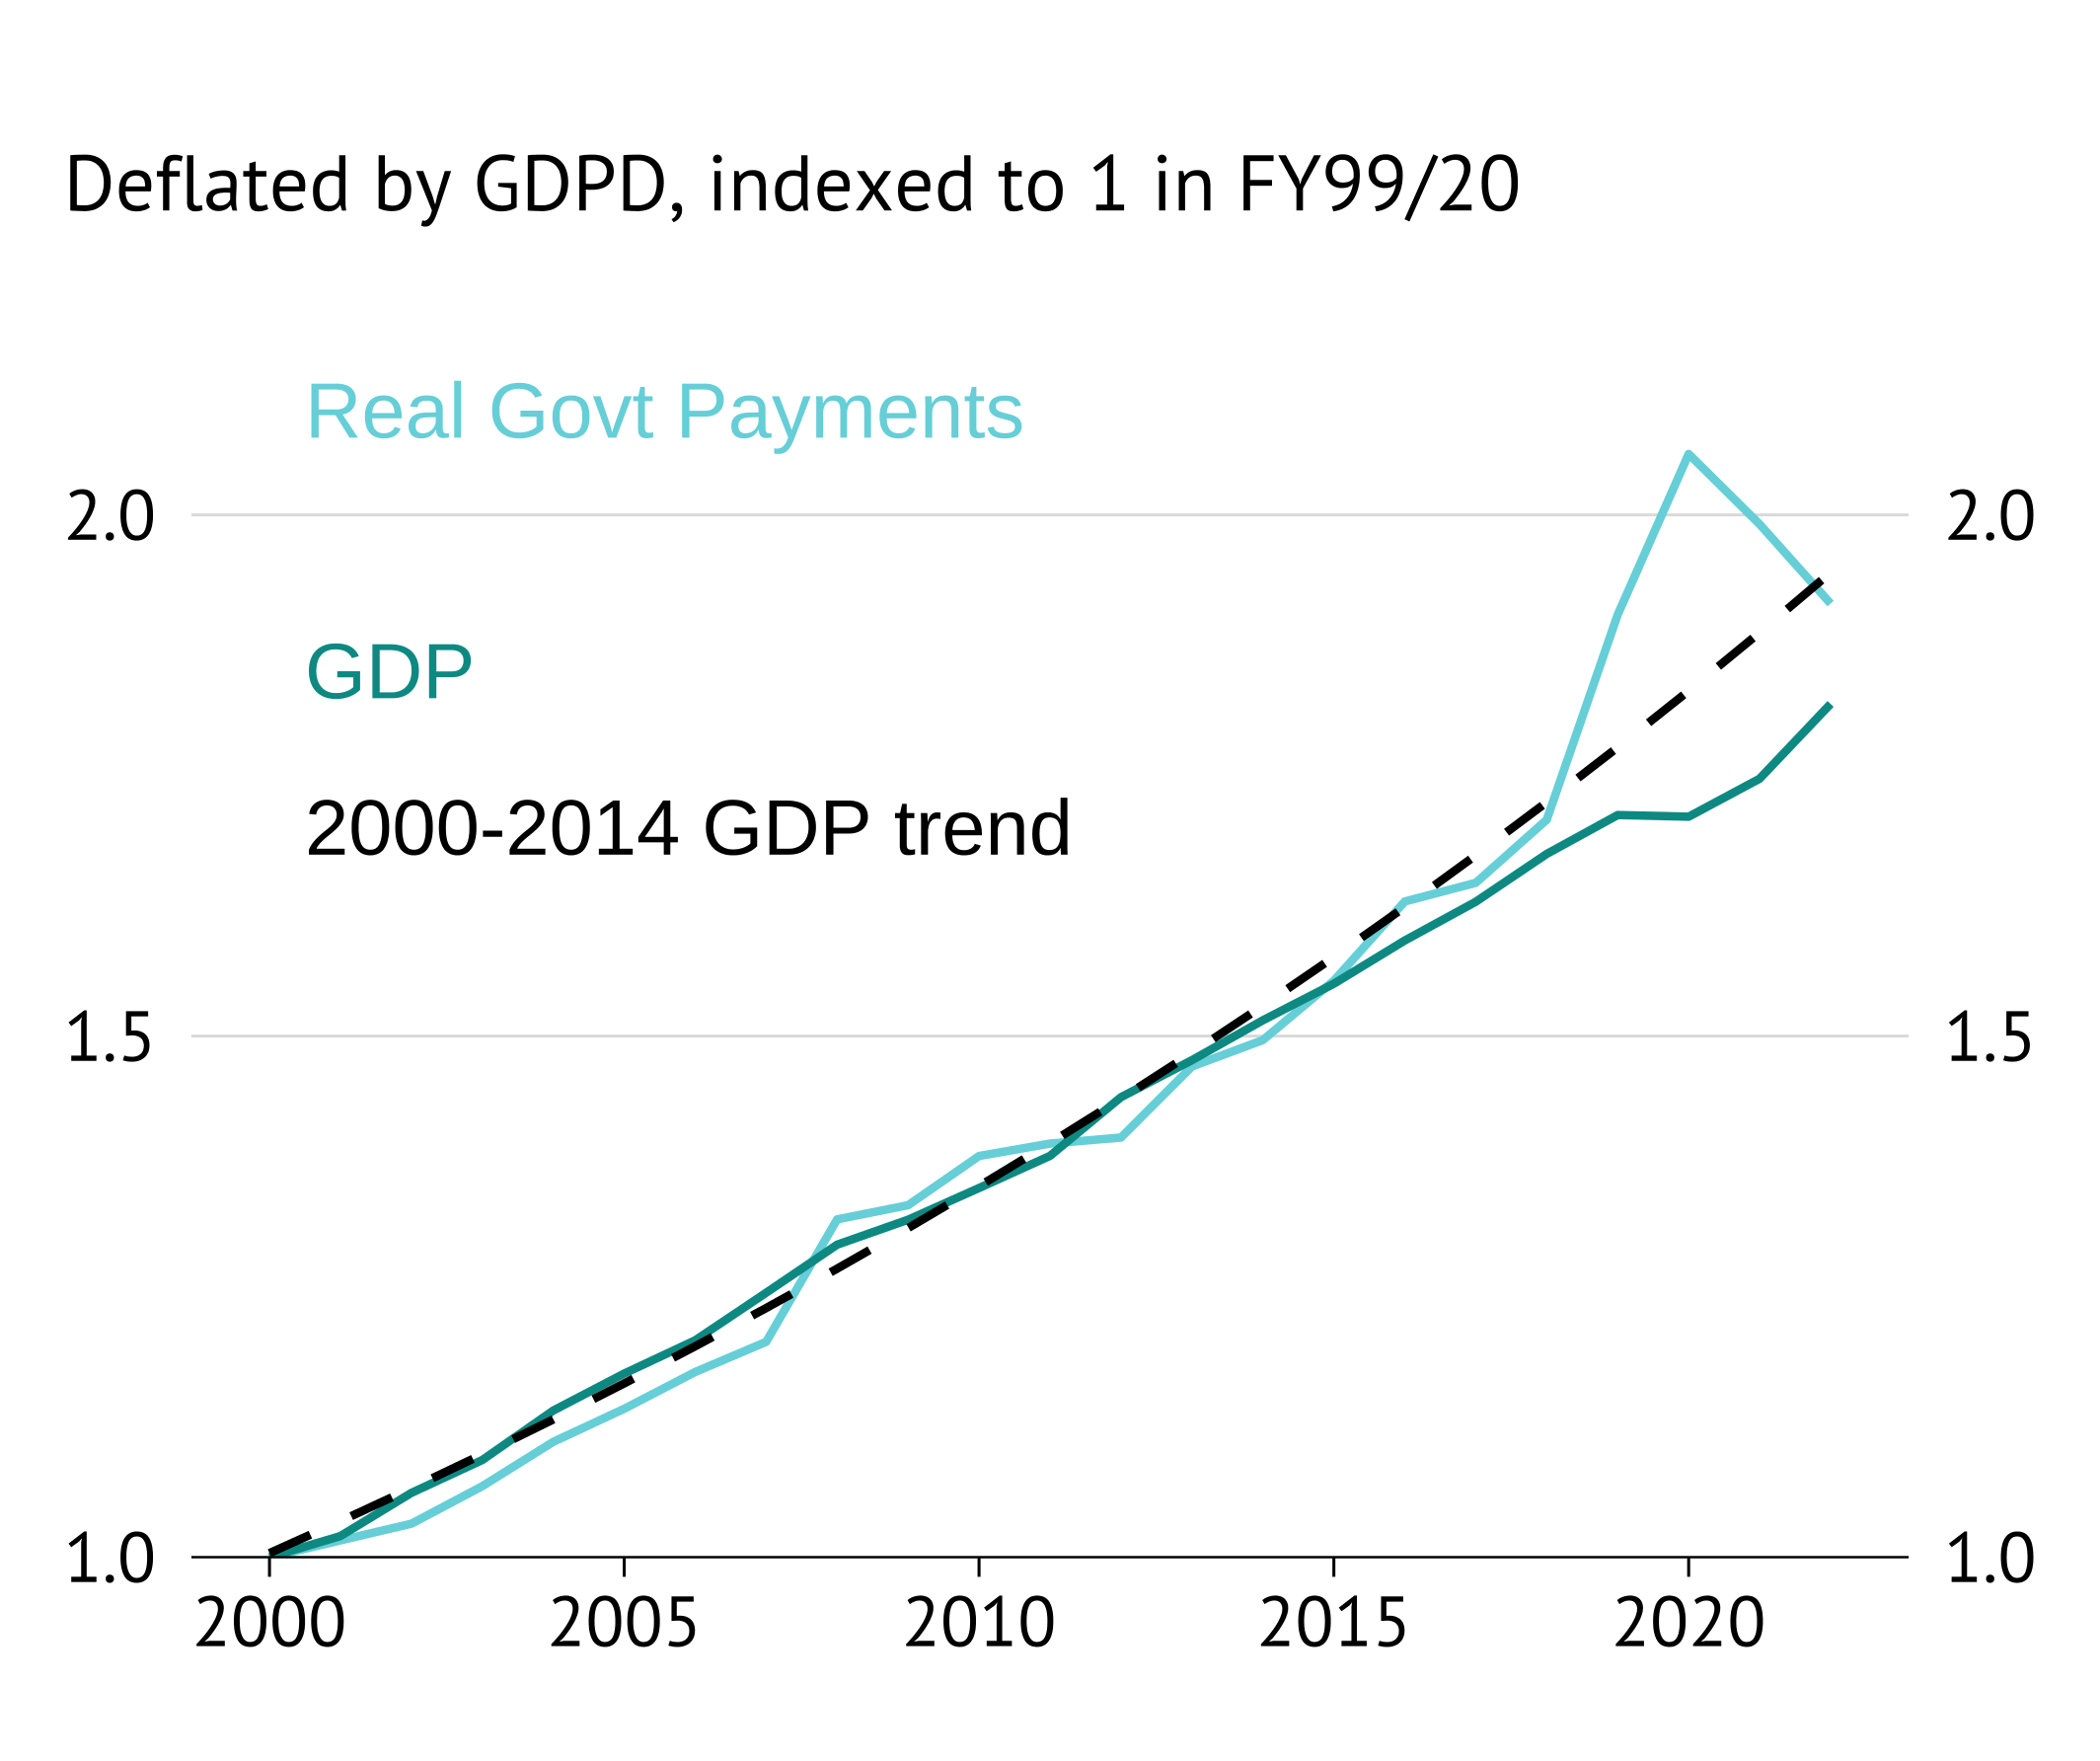 Deflated by GDPD, indexed to 1 in FY99/20
Real Govt Payments
2.0 2.0
GDP
2000-2014 GDP trend
1.5 1.5
1.0 1.0
2000 2005 2010 2015 2020